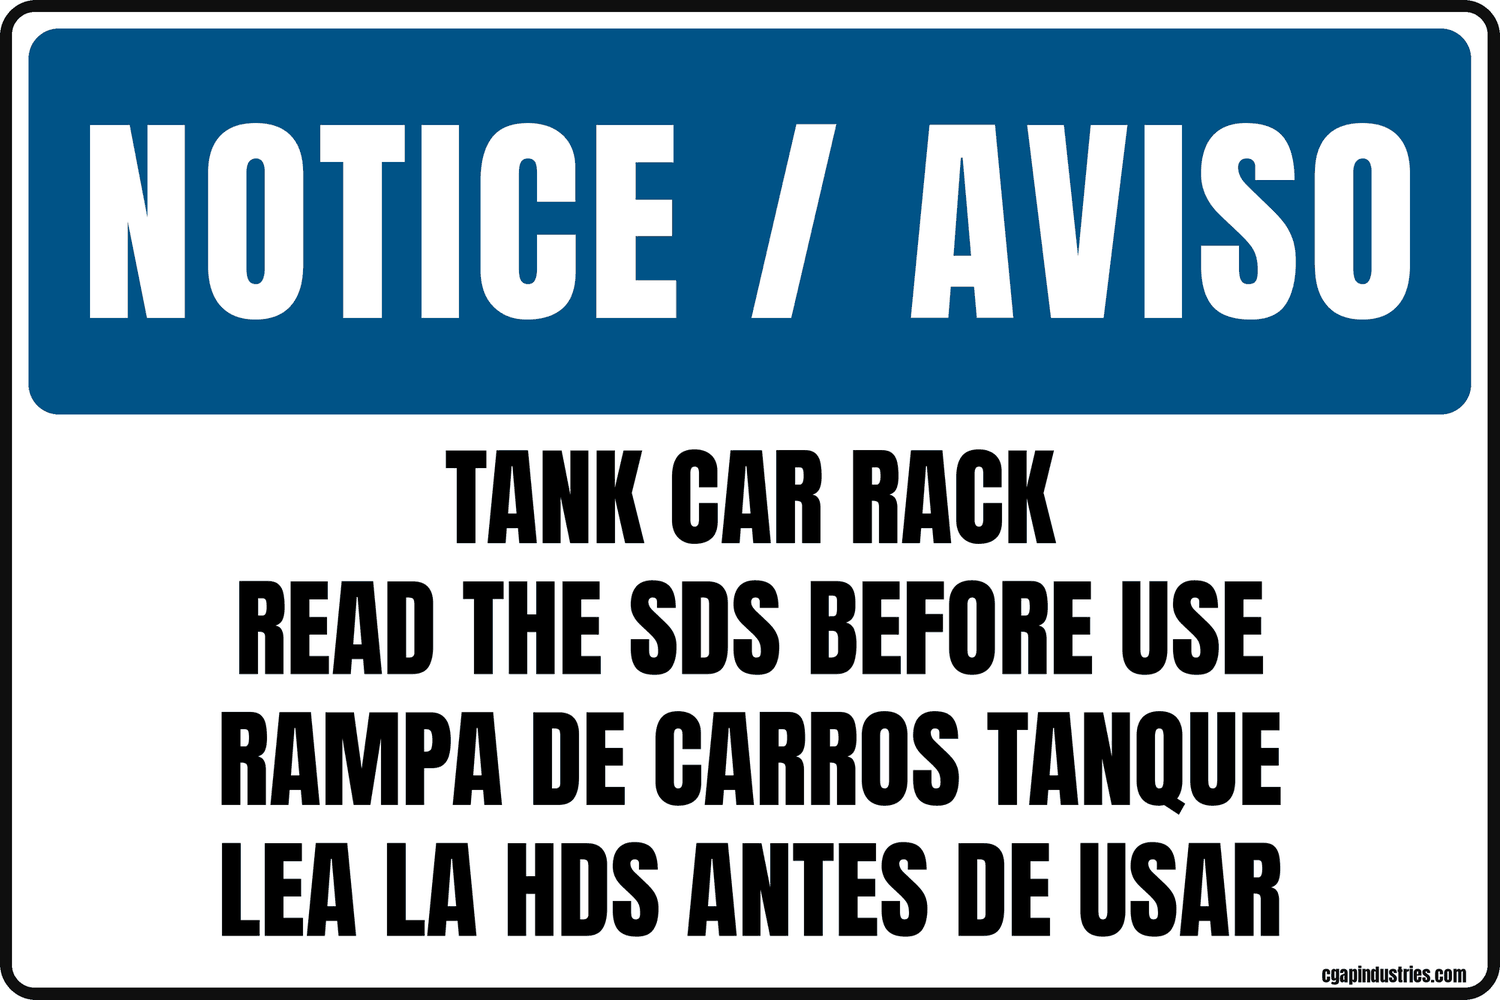 NOTICE / AVISO
TANK CAR RACK
READ THE SDS BEFORE USE
RAMPA DE CARROS TANQUE
LEA LA HDS ANTES DE USAR
cgapindustries.com